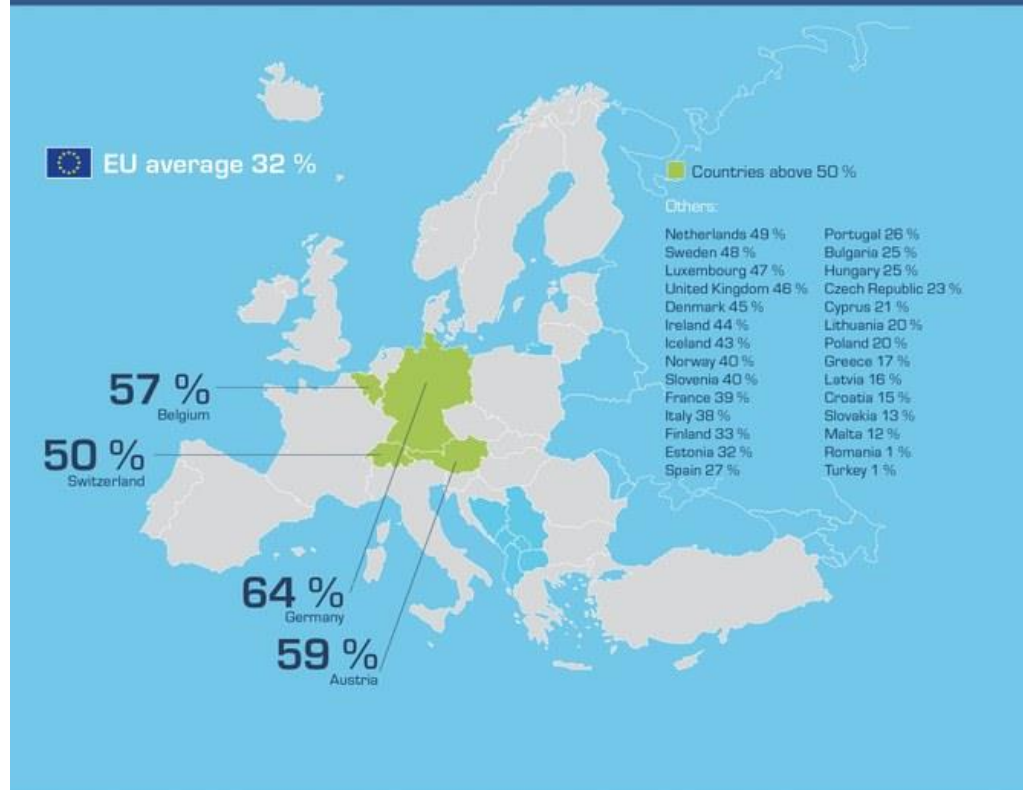 EU average 32 %
Countries above 50 %
Others:
Netherlands 49 %
Sweden 48 %
Luxembourg 47 %
United Kingdom 46 %
Denmark 45 %
Ireland 44 %
Iceland 43 %
Norway 40 %
Slovenia 40 %
France 39 %
Italy 38 %
Finland 33 %
Estonia 32 %
Spain 27 %
Portugal 26 %
Bulgaria 25 %
Hungary 25 %
Czech Republic 23 %
Cyprus 21 %
Lithuania 20 %
Poland 20 %
Greece 17 %
Latvia 16 %
Croatia 15 %
Slovakia 13 %
Malta 12 %
Romania 1 %
Turkey 1 %
57 %
Belgium
50 %
Switzerland
64 %
Germany
59 %
Austria